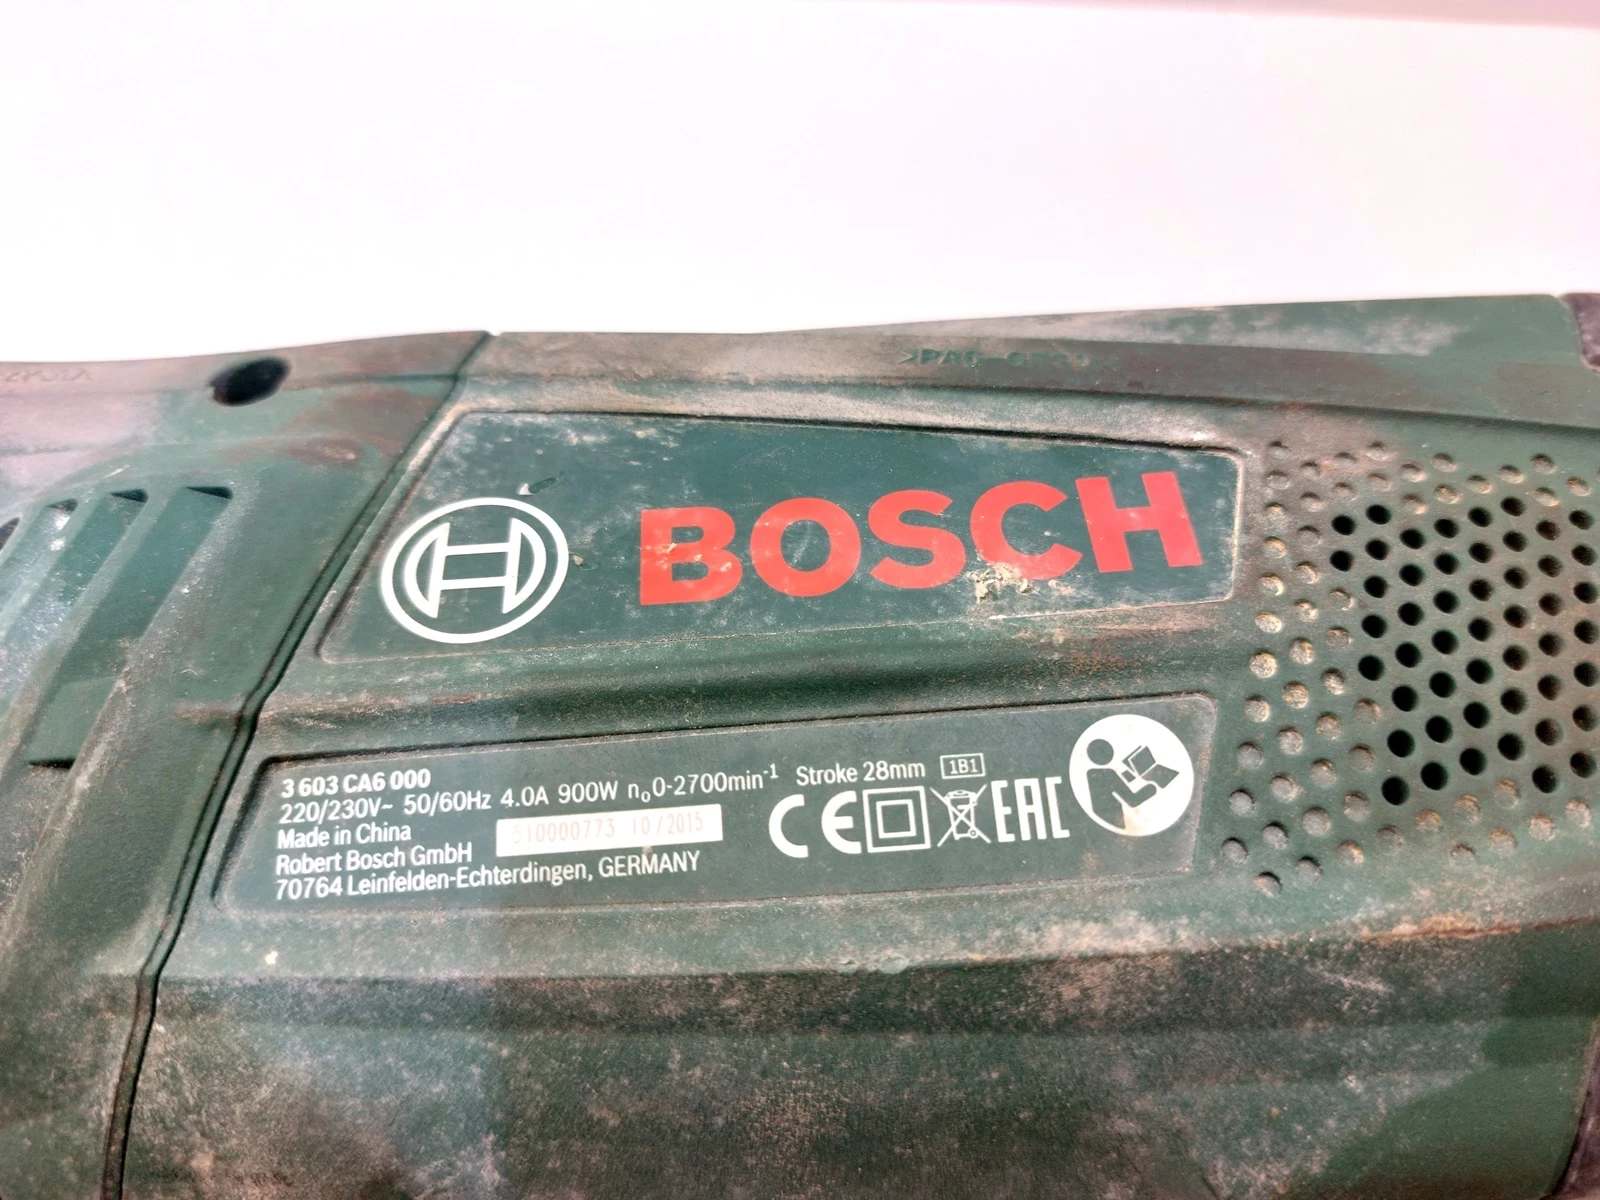 BOSCH
3 603 CA6 000
220/230V~ 50/60Hz 4.0A 900W n₀0-2700min⁻¹ Stroke 28mm 1B1
Made in China 510000773 10/2015
Robert Bosch GmbH
70764 Leinfelden-Echterdingen, GERMANY
CE EAC